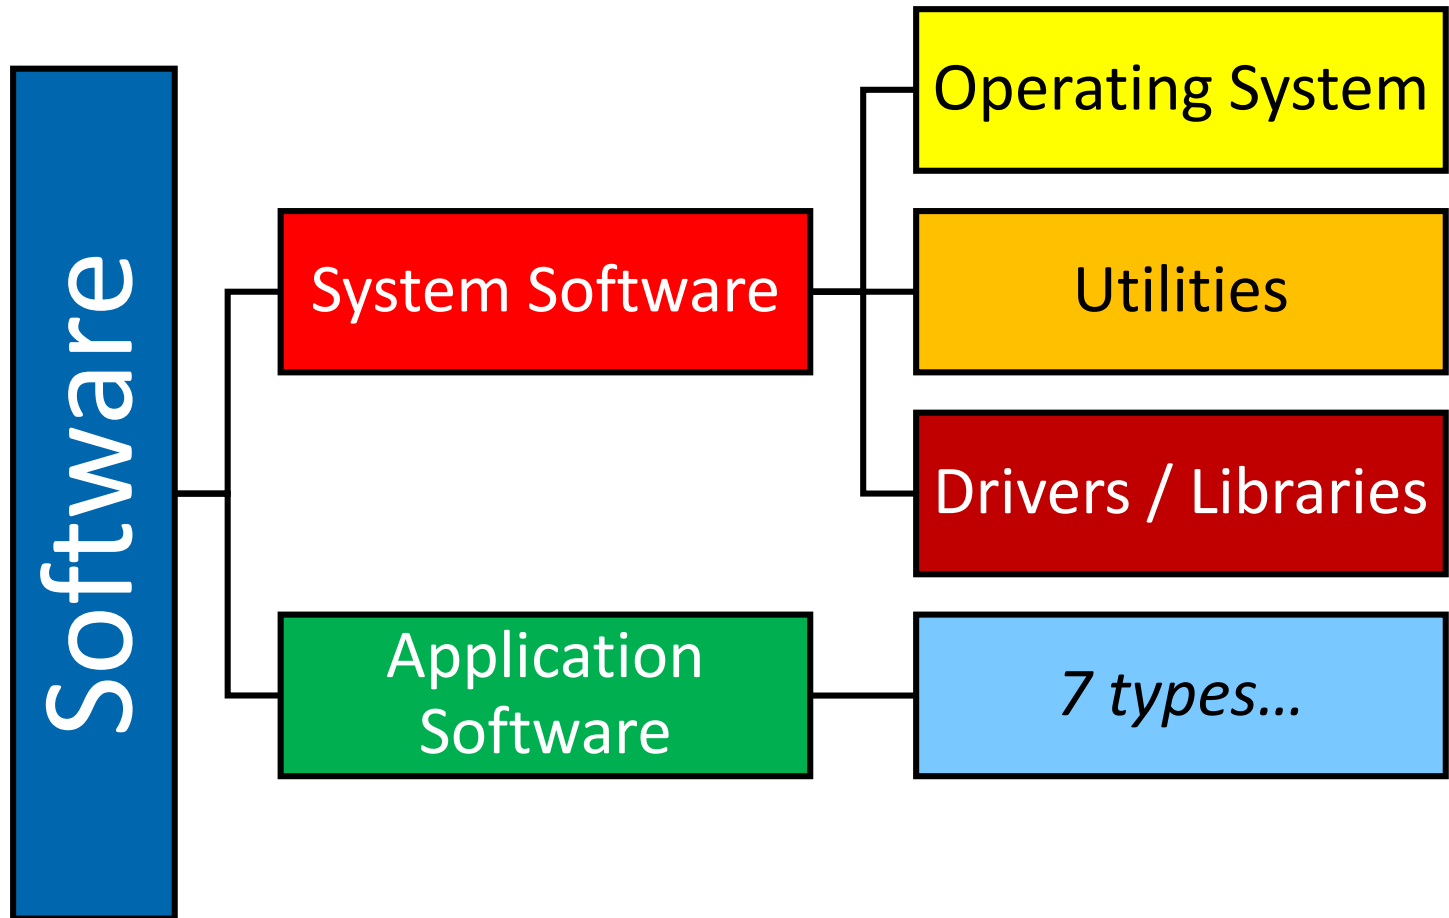 Software
System Software
Application
Software
Operating System
Utilities
Drivers / Libraries
7 types...